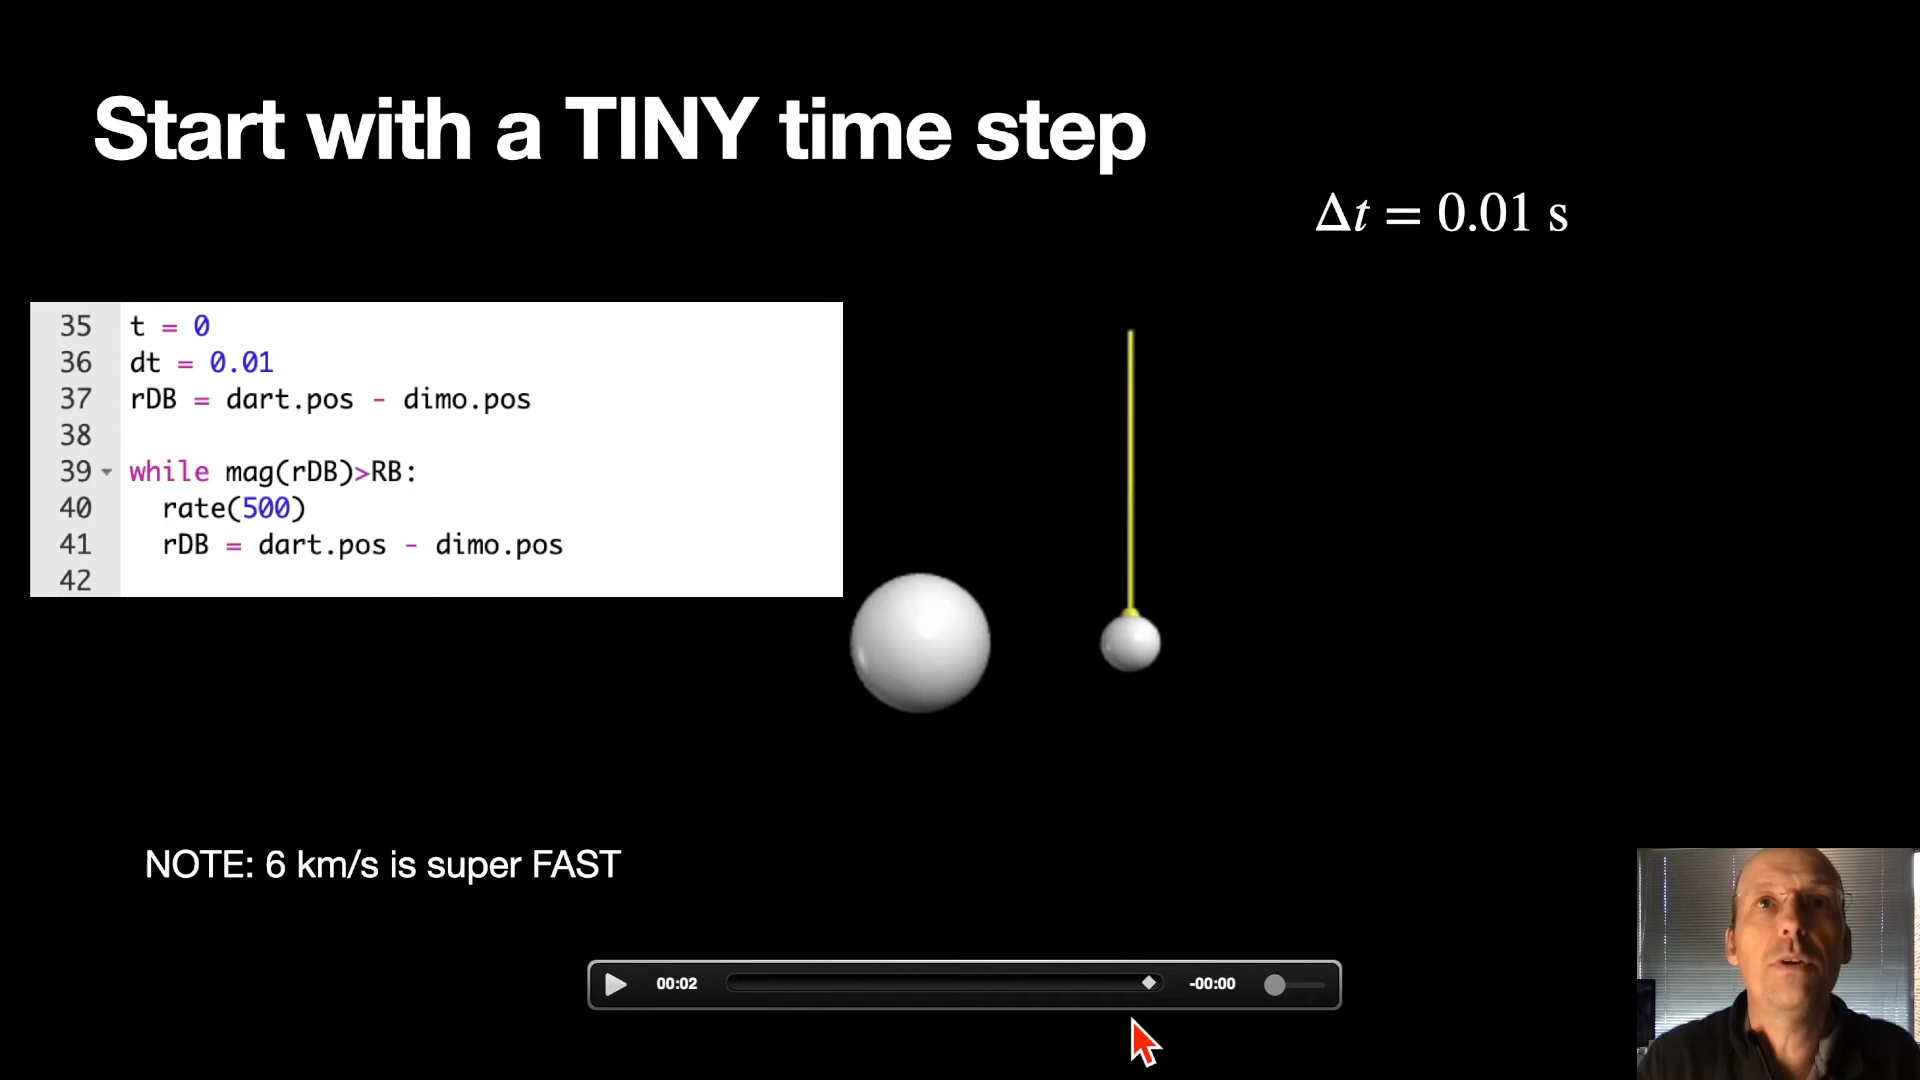 Start with a TINY time step
Δt = 0.01 s
35 t = 0
36 dt = 0.01
37 rDB = dart.pos - dimo.pos
38
39 while mag(rDB)>RB:
40 rate(500)
41 rDB = dart.pos - dimo.pos
42
NOTE: 6 km/s is super FAST
00:02 -00:00